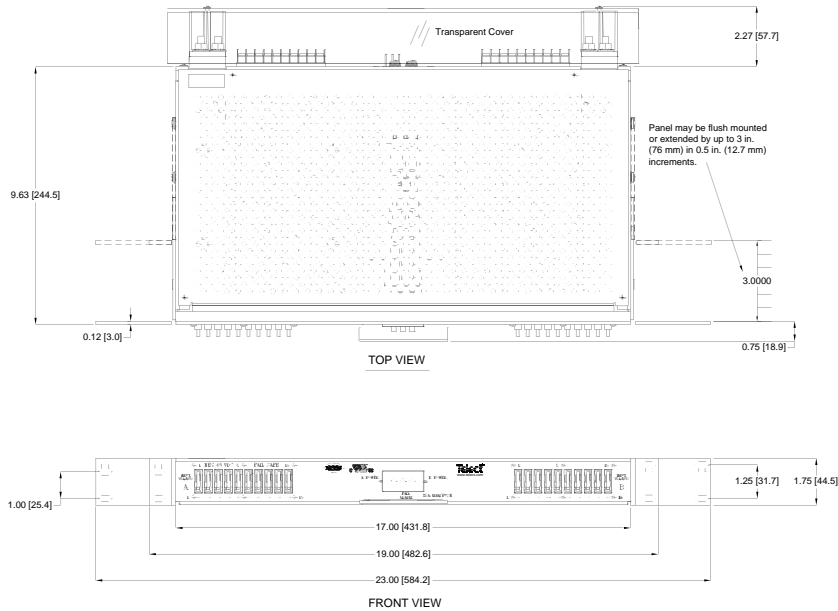 Transparent Cover
2.27 [57.7]
Panel may be flush mounted
or extended by up to 3 in.
(76 mm) in 0.5 in. (12.7 mm)
increments.
9.63 [244.5]
3.0000
0.12 [3.0]
0.75 [18.9]
TOP VIEW
Telect
A
B
1.00 [25.4]
1.25 [31.7]
1.75 [44.5]
17.00 [431.8]
19.00 [482.6]
23.00 [584.2]
FRONT VIEW